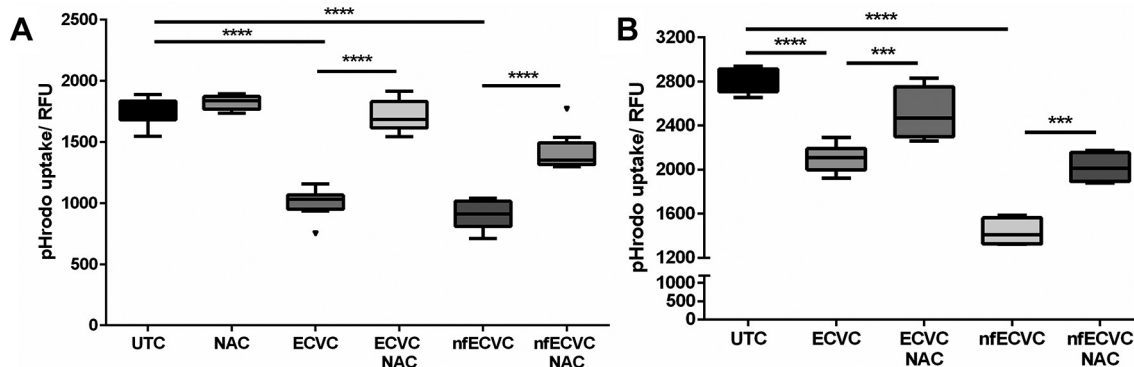 A
pHrodo uptake/ RFU
2500
2000
1500
1000
500
0
****
****
****
****
UTC
NAC
ECVC
ECVC
NAC
nfECVC
nfECVC
NAC
B
pHrodo uptake/ RFU
3200
2800
2400
2000
1600
1200
1000
500
0
****
****
***
***
UTC
ECVC
ECVC
NAC
nfECVC
nfECVC
NAC